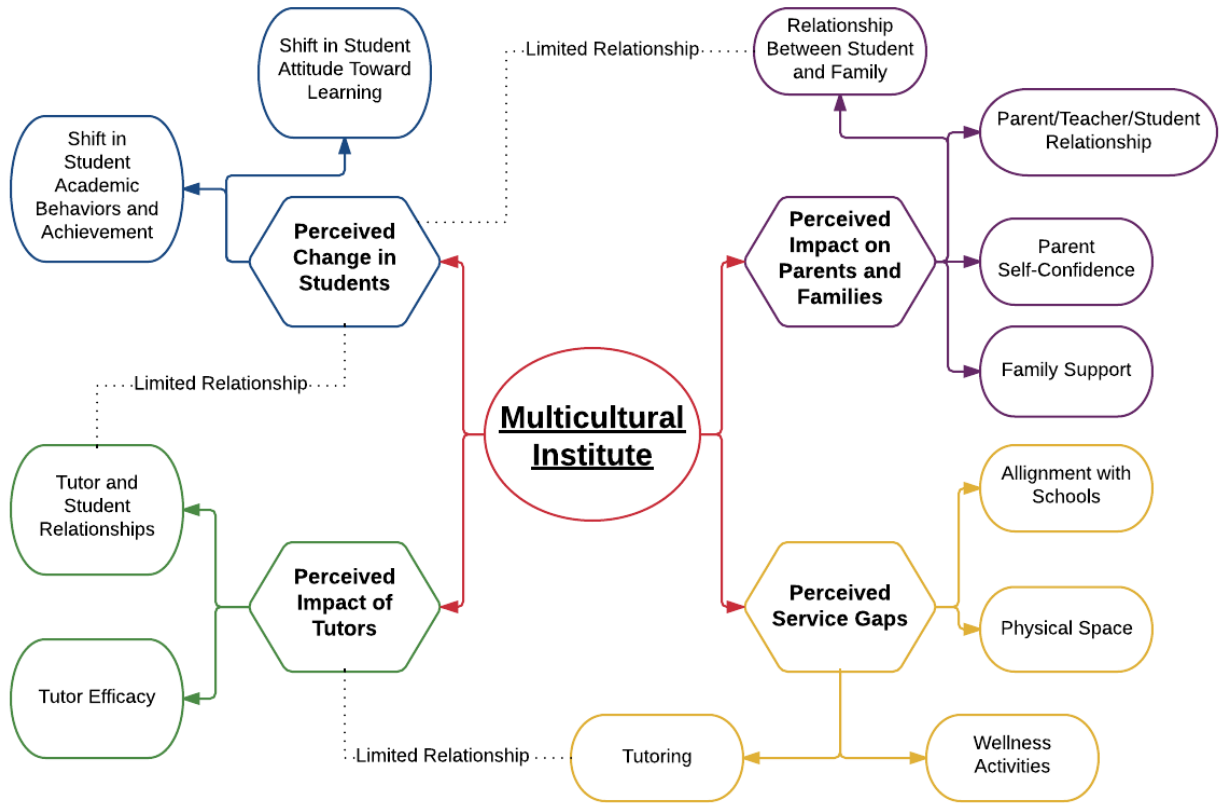 Shift in Student
Attitude Toward
Learning
Limited Relationship
Relationship
Between Student
and Family
Shift in
Student
Academic
Behaviors and
Achievement
Parent/Teacher/Student
Relationship
Perceived
Change in
Students
Perceived
Impact on
Parents and
Families
Parent
Self-Confidence
Family Support
Limited Relationship
Multicultural
Institute
Tutor and
Student
Relationships
Allignment with
Schools
Perceived
Impact of
Tutors
Perceived
Service Gaps
Physical Space
Tutor Efficacy
Limited Relationship
Tutoring
Wellness
Activities